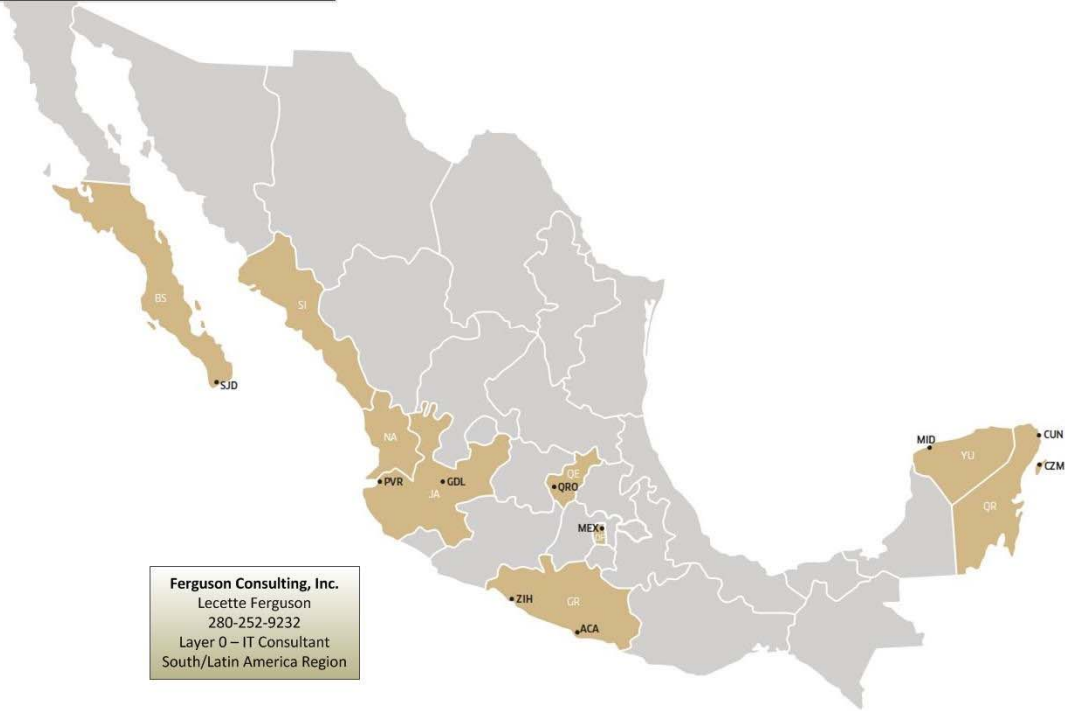 BS
SI
SJD
NA
PVR
JA
GDL
QE
QRO
MEX
DF
ZIH
GR
ACA
MID
YU
CUN
CZM
QR
Ferguson Consulting, Inc.
Lecette Ferguson
280-252-9232
Layer 0 – IT Consultant
South/Latin America Region